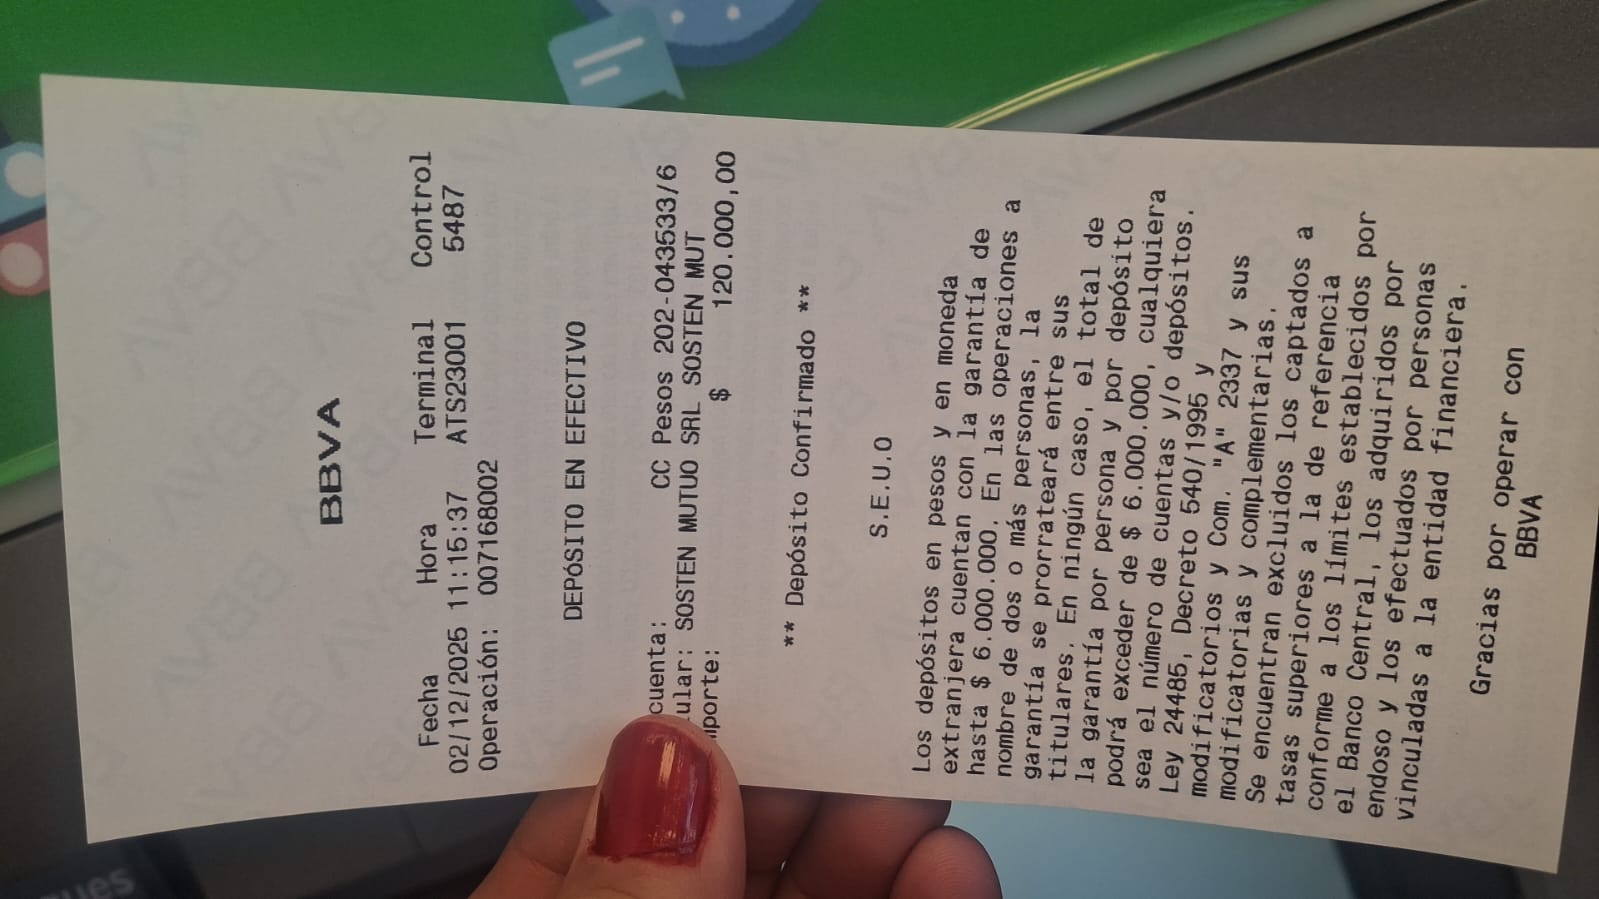 BBVA
Fecha Hora Terminal Control
02/12/2025 11:15:37 ATS23001 5487
Operación: 007168002
DEPÓSITO EN EFECTIVO
cuenta: CC Pesos 202-043533/6
ular: SOSTEN MUTUO SRL SOSTEN MUT
porte: $ 120.000,00
** Depósito Confirmado **
S.E.U.O
Los depósitos en pesos y en moneda
extranjera cuentan con la garantía de
hasta $ 6.000.000. En las operaciones a
nombre de dos o más personas, la
garantía se prorrateará entre sus
titulares. En ningún caso, el total de
la garantía por persona y por depósito
podrá exceder de $ 6.000.000, cualquiera
sea el número de cuentas y/o depósitos.
Ley 24485, Decreto 540/1995 y
modificatorios y Com. "A" 2337 y sus
modificatorias y complementarias.
Se encuentran excluidos los captados a
tasas superiores a la de referencia
conforme a los límites establecidos por
el Banco Central, los adquiridos por
endoso y los efectuados por personas
vinculadas a la entidad financiera.
Gracias por operar con
BBVA